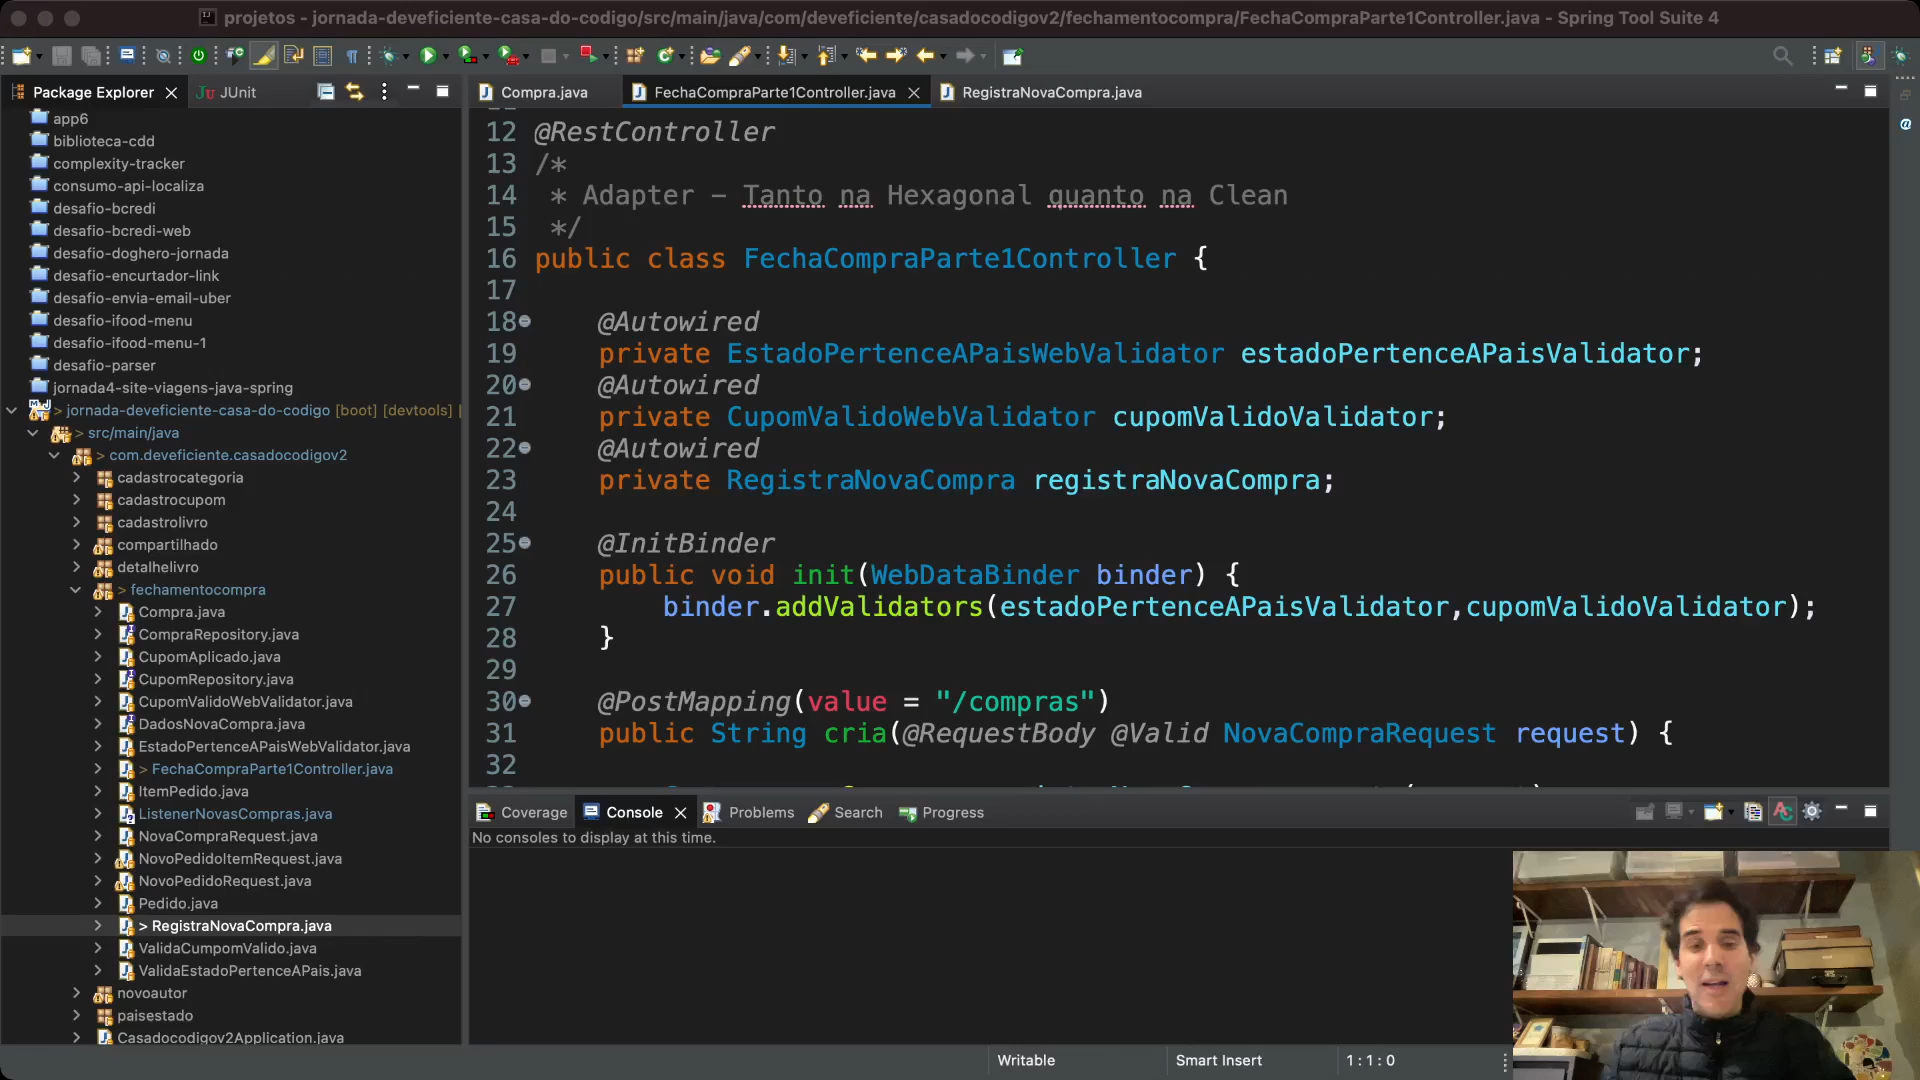 projetos - jornada-deveficiente-casa-do-codigo/src/main/java/com/deveficiente/casadocodigov2/fechamentocompra/FechaCompraParte1Controller.java - Spring Tool Suite 4
Package Explorer
JUnit
Compra.java
FechaCompraParte1Controller.java
RegistraNovaCompra.java
app6
biblioteca-cdd
complexity-tracker
consumo-api-localiza
desafio-bcredi
desafio-bcredi-web
desafio-doghero-jornada
desafio-encurtador-link
desafio-envia-email-uber
desafio-ifood-menu
desafio-ifood-menu-1
desafio-parser
jornada4-site-viagens-java-spring
> jornada-deveficiente-casa-do-codigo [boot] [devtools]
> src/main/java
> com.deveficiente.casadocodigov2
cadastrocategoria
cadastrocupom
cadastrolivro
compartilhado
detalhelivro
> fechamentocompra
Compra.java
CompraRepository.java
CupomAplicado.java
CupomRepository.java
CupomValidoWebValidator.java
DadosNovaCompra.java
EstadoPertenceAPaisWebValidator.java
> FechaCompraParte1Controller.java
ItemPedido.java
ListenerNovasCompras.java
NovaCompraRequest.java
NovoPedidoItemRequest.java
NovoPedidoRequest.java
Pedido.java
> RegistraNovaCompra.java
ValidaCumpomValido.java
ValidaEstadoPertenceAPais.java
novoautor
paisestado
Casadocodigov2Application.java
12 @RestController
13 /*
14  * Adapter – Tanto na Hexagonal quanto na Clean
15  */
16 public class FechaCompraParte1Controller {
17
18     @Autowired
19     private EstadoPertenceAPaisWebValidator estadoPertenceAPaisValidator;
20     @Autowired
21     private CupomValidoWebValidator cupomValidoValidator;
22     @Autowired
23     private RegistraNovaCompra registraNovaCompra;
24
25     @InitBinder
26     public void init(WebDataBinder binder) {
27         binder.addValidators(estadoPertenceAPaisValidator,cupomValidoValidator);
28     }
29
30     @PostMapping(value = "/compras")
31     public String cria(@RequestBody @Valid NovaCompraRequest request) {
32
Coverage
Console
Problems
Search
Progress
No consoles to display at this time.
Writable
Smart Insert
1 : 1 : 0